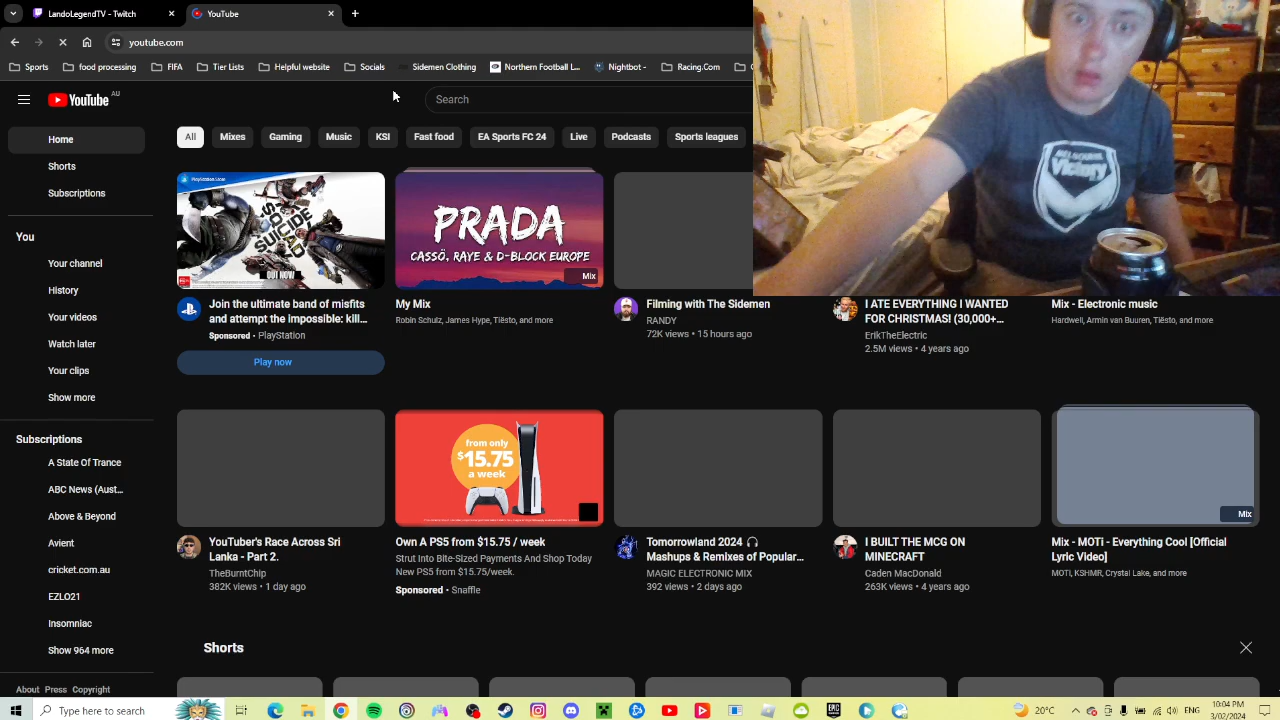 LandoLegendTV - Twitch
YouTube
youtube.com
Sports
food processing
FIFA
Tier Lists
Helpful website
Socials
Sidemen Clothing
Northern Football L...
Nightbot -
Racing.Com
YouTube AU
Search
Home
Shorts
Subscriptions
You
Your channel
History
Your videos
Watch later
Your clips
Show more
Subscriptions
A State Of Trance
ABC News (Aust...
Above & Beyond
Avient
cricket.com.au
EZLO21
Insomniac
Show 964 more
About Press Copyright
All
Mixes
Gaming
Music
KSI
Fast food
EA Sports FC 24
Live
Podcasts
Sports leagues
SUICIDE
SQUAD
OUT NOW
Join the ultimate band of misfits
and attempt the impossible: kill...
Sponsored • PlayStation
Play now
PRADA
CASSÖ, RAYE & D-BLOCK EUROPE
Mix
My Mix
Robin Schulz, James Hype, Tiësto, and more
Filming with The Sidemen
RANDY
72K views • 15 hours ago
I ATE EVERYTHING I WANTED
FOR CHRISTMAS! (30,000+...
ErikTheElectric
2.5M views • 4 years ago
Mix - Electronic music
Hardwell, Armin van Buuren, Tiësto, and more
MELBOURNE
Victory
YouTuber's Race Across Sri
Lanka - Part 2.
TheBurntChip
382K views • 1 day ago
from only
$15.75
a week
Own A PS5 from $15.75 / week
Strut Into Bite-Sized Payments And Shop Today
New PS5 from $15.75/week.
Sponsored • Snaffle
Tomorrowland 2024 🎧
Mashups & Remixes of Popular...
MAGIC ELECTRONIC MIX
392 views • 2 days ago
I BUILT THE MCG ON
MINECRAFT
Caden MacDonald
263K views • 4 years ago
Mix
Mix - MOTi - Everything Cool [Official
Lyric Video]
MOTi, KSHMR, Crystal Lake, and more
Shorts
Type here to search
20°C
ENG
10:04 PM
3/02/2024